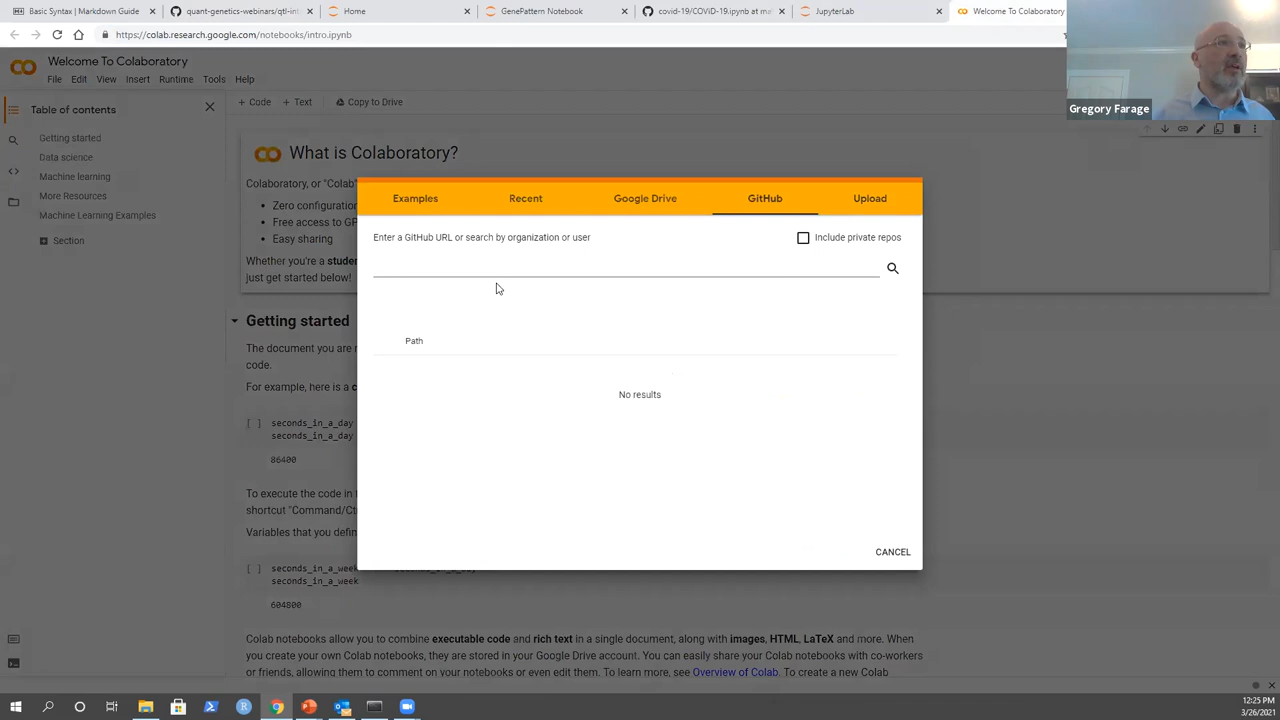 Basic Syntax | Markdown Guide
quant-genetics-webinars/qtl-in
Home
GenePattern Notebook
covid-19/COVID-19.ipynb at ma
JupyterLab
Welcome To Colaboratory
https://colab.research.google.com/notebooks/intro.ipynb
Welcome To Colaboratory
File Edit View Insert Runtime Tools Help
Gregory Farage
Table of contents
+ Code + Text Copy to Drive
Getting started
Data science
Machine learning
More Resources
Machine Learning Examples
Section
What is Colaboratory?
Colaboratory, or "Colab"
Zero configuration
Free access to GP
Easy sharing
Whether you're a stude
just get started below!
Examples Recent Google Drive GitHub Upload
Enter a GitHub URL or search by organization or user
Include private repos
Path
No results
CANCEL
Getting started
The document you are r
code.
For example, here is a c
[ ] seconds_in_a_day
seconds_in_a_day
86400
To execute the code in t
shortcut "Command/Ct
Variables that you defin
[ ] seconds_in_a_week
seconds_in_a_week
604800
Colab notebooks allow you to combine executable code and rich text in a single document, along with images, HTML, LaTeX and more. When
you create your own Colab notebooks, they are stored in your Google Drive account. You can easily share your Colab notebooks with co-workers
or friends, allowing them to comment on your notebooks or even edit them. To learn more, see Overview of Colab. To create a new Colab
12:25 PM
3/26/2021